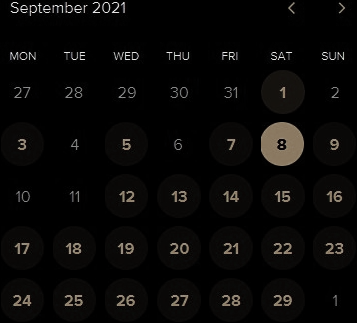 September 2021
MON TUE WED THU FRI SAT SUN
27 28 29 30 31 1 2
3 4 5 6 7 8 9
10 11 12 13 14 15 16
17 18 19 20 21 22 23
24 25 26 27 28 29 1